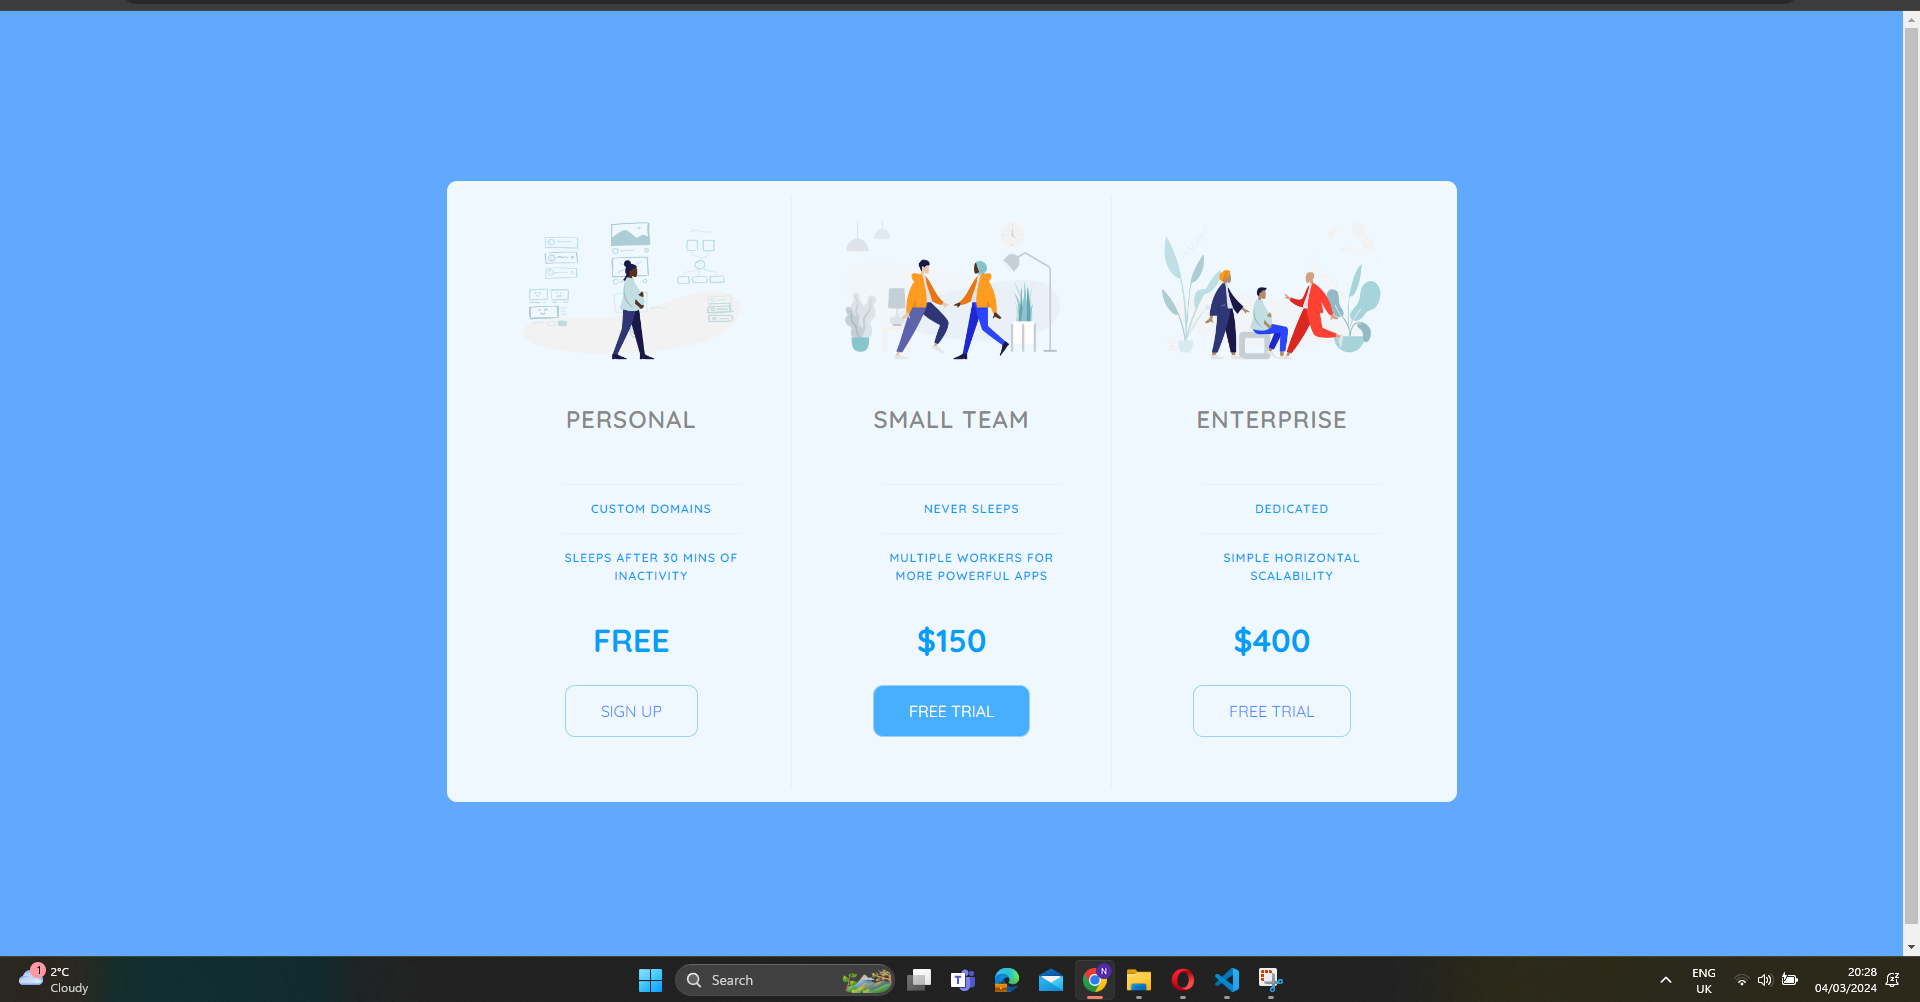 PERSONAL
CUSTOM DOMAINS
SLEEPS AFTER 30 MINS OF
INACTIVITY
FREE
SIGN UP
SMALL TEAM
NEVER SLEEPS
MULTIPLE WORKERS FOR
MORE POWERFUL APPS
$150
FREE TRIAL
ENTERPRISE
DEDICATED
SIMPLE HORIZONTAL
SCALABILITY
$400
FREE TRIAL
1
2°C
Cloudy
Search
T
N
ENG
UK
20:28
04/03/2024